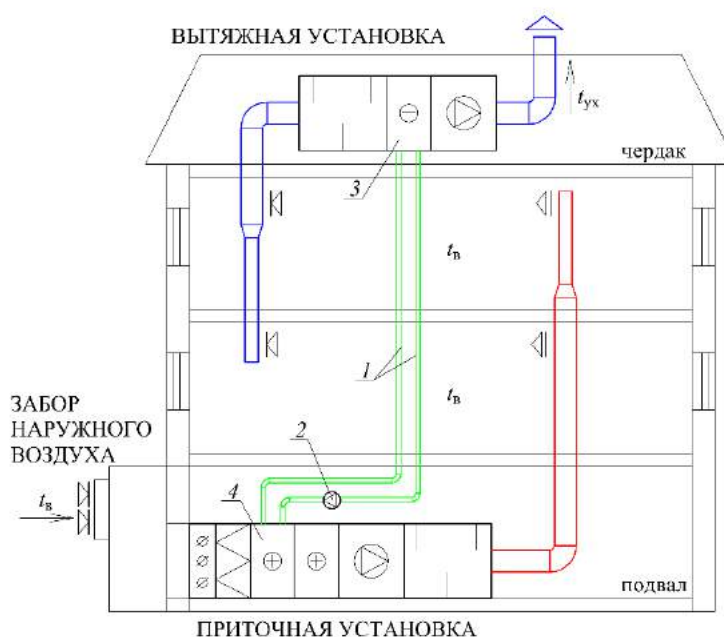 ВЫТЯЖНАЯ УСТАНОВКА
tух
чердак
3
tв
1
tв
ЗАБОР
НАРУЖНОГО
ВОЗДУХА
2
4
tв
подвал
ПРИТОЧНАЯ УСТАНОВКА